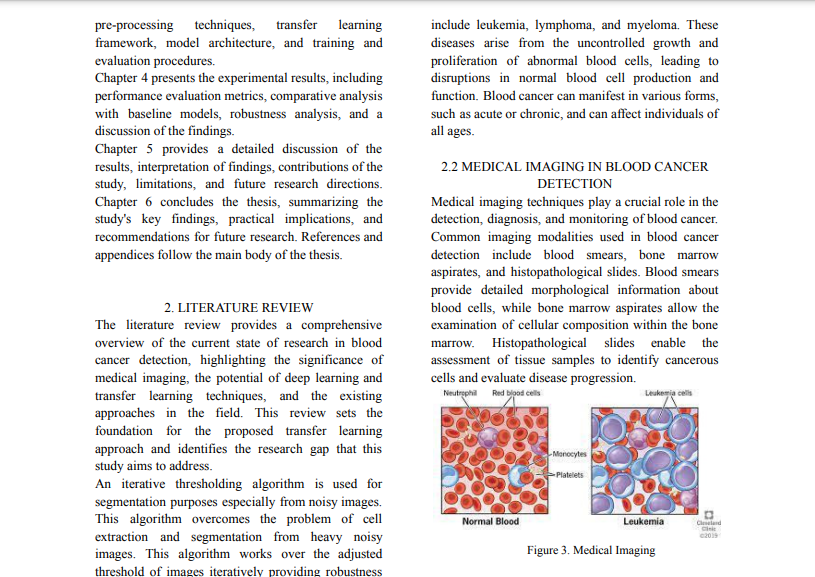 pre-processing techniques, transfer learning
framework, model architecture, and training and
evaluation procedures.
Chapter 4 presents the experimental results, including
performance evaluation metrics, comparative analysis
with baseline models, robustness analysis, and a
discussion of the findings.
Chapter 5 provides a detailed discussion of the
results, interpretation of findings, contributions of the
study, limitations, and future research directions.
Chapter 6 concludes the thesis, summarizing the
study's key findings, practical implications, and
recommendations for future research. References and
appendices follow the main body of the thesis.
2. LITERATURE REVIEW
The literature review provides a comprehensive
overview of the current state of research in blood
cancer detection, highlighting the significance of
medical imaging, the potential of deep learning and
transfer learning techniques, and the existing
approaches in the field. This review sets the
foundation for the proposed transfer learning
approach and identifies the research gap that this
study aims to address.
An iterative thresholding algorithm is used for
segmentation purposes especially from noisy images.
This algorithm overcomes the problem of cell
extraction and segmentation from heavy noisy
images. This algorithm works over the adjusted
threshold of images iteratively providing robustness
include leukemia, lymphoma, and myeloma. These
diseases arise from the uncontrolled growth and
proliferation of abnormal blood cells, leading to
disruptions in normal blood cell production and
function. Blood cancer can manifest in various forms,
such as acute or chronic, and can affect individuals of
all ages.
2.2 MEDICAL IMAGING IN BLOOD CANCER
DETECTION
Medical imaging techniques play a crucial role in the
detection, diagnosis, and monitoring of blood cancer.
Common imaging modalities used in blood cancer
detection include blood smears, bone marrow
aspirates, and histopathological slides. Blood smears
provide detailed morphological information about
blood cells, while bone marrow aspirates allow the
examination of cellular composition within the bone
marrow. Histopathological slides enable the
assessment of tissue samples to identify cancerous
cells and evaluate disease progression.
Neutrophil Red blood cells Leukemia cells
Monocytes
Platelets
Normal Blood Leukemia
Cleveland
Clinic
©2019
Figure 3. Medical Imaging